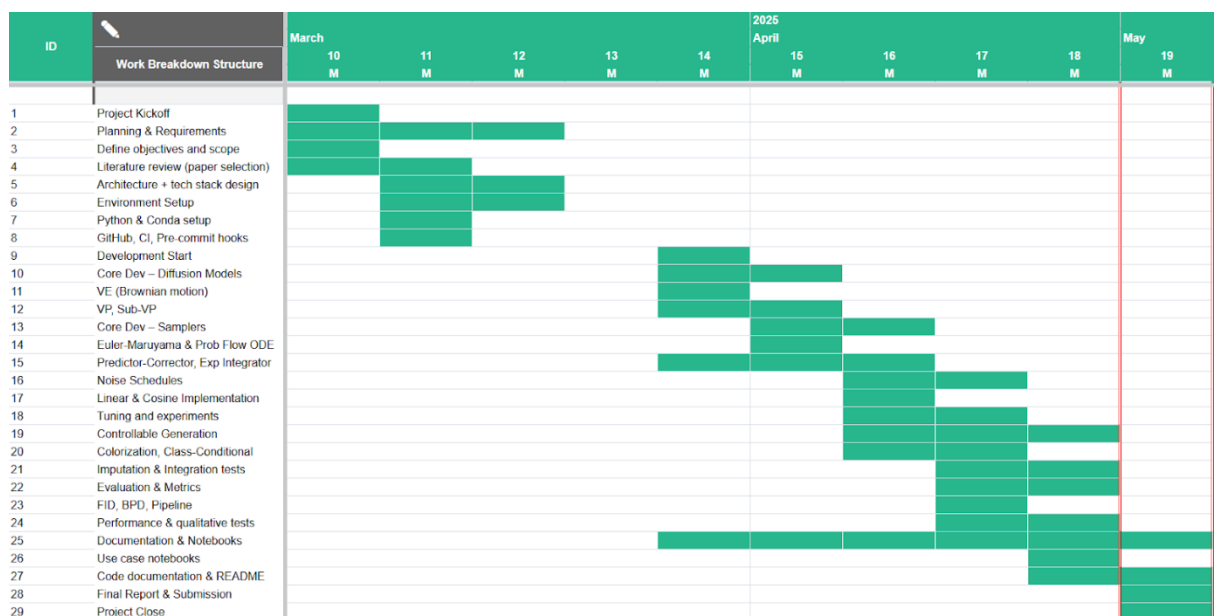 2025
March April May
ID
10 11 12 13 14 15 16 17 18 19
Work Breakdown Structure
M M M M M M M M M M
1 Project Kickoff
2 Planning & Requirements
3 Define objectives and scope
4 Literature review (paper selection)
5 Architecture + tech stack design
6 Environment Setup
7 Python & Conda setup
8 GitHub, CI, Pre-commit hooks
9 Development Start
10 Core Dev – Diffusion Models
11 VE (Brownian motion)
12 VP, Sub-VP
13 Core Dev – Samplers
14 Euler-Maruyama & Prob Flow ODE
15 Predictor-Corrector, Exp Integrator
16 Noise Schedules
17 Linear & Cosine Implementation
18 Tuning and experiments
19 Controllable Generation
20 Colorization, Class-Conditional
21 Imputation & Integration tests
22 Evaluation & Metrics
23 FID, BPD, Pipeline
24 Performance & qualitative tests
25 Documentation & Notebooks
26 Use case notebooks
27 Code documentation & README
28 Final Report & Submission
29 Project Close